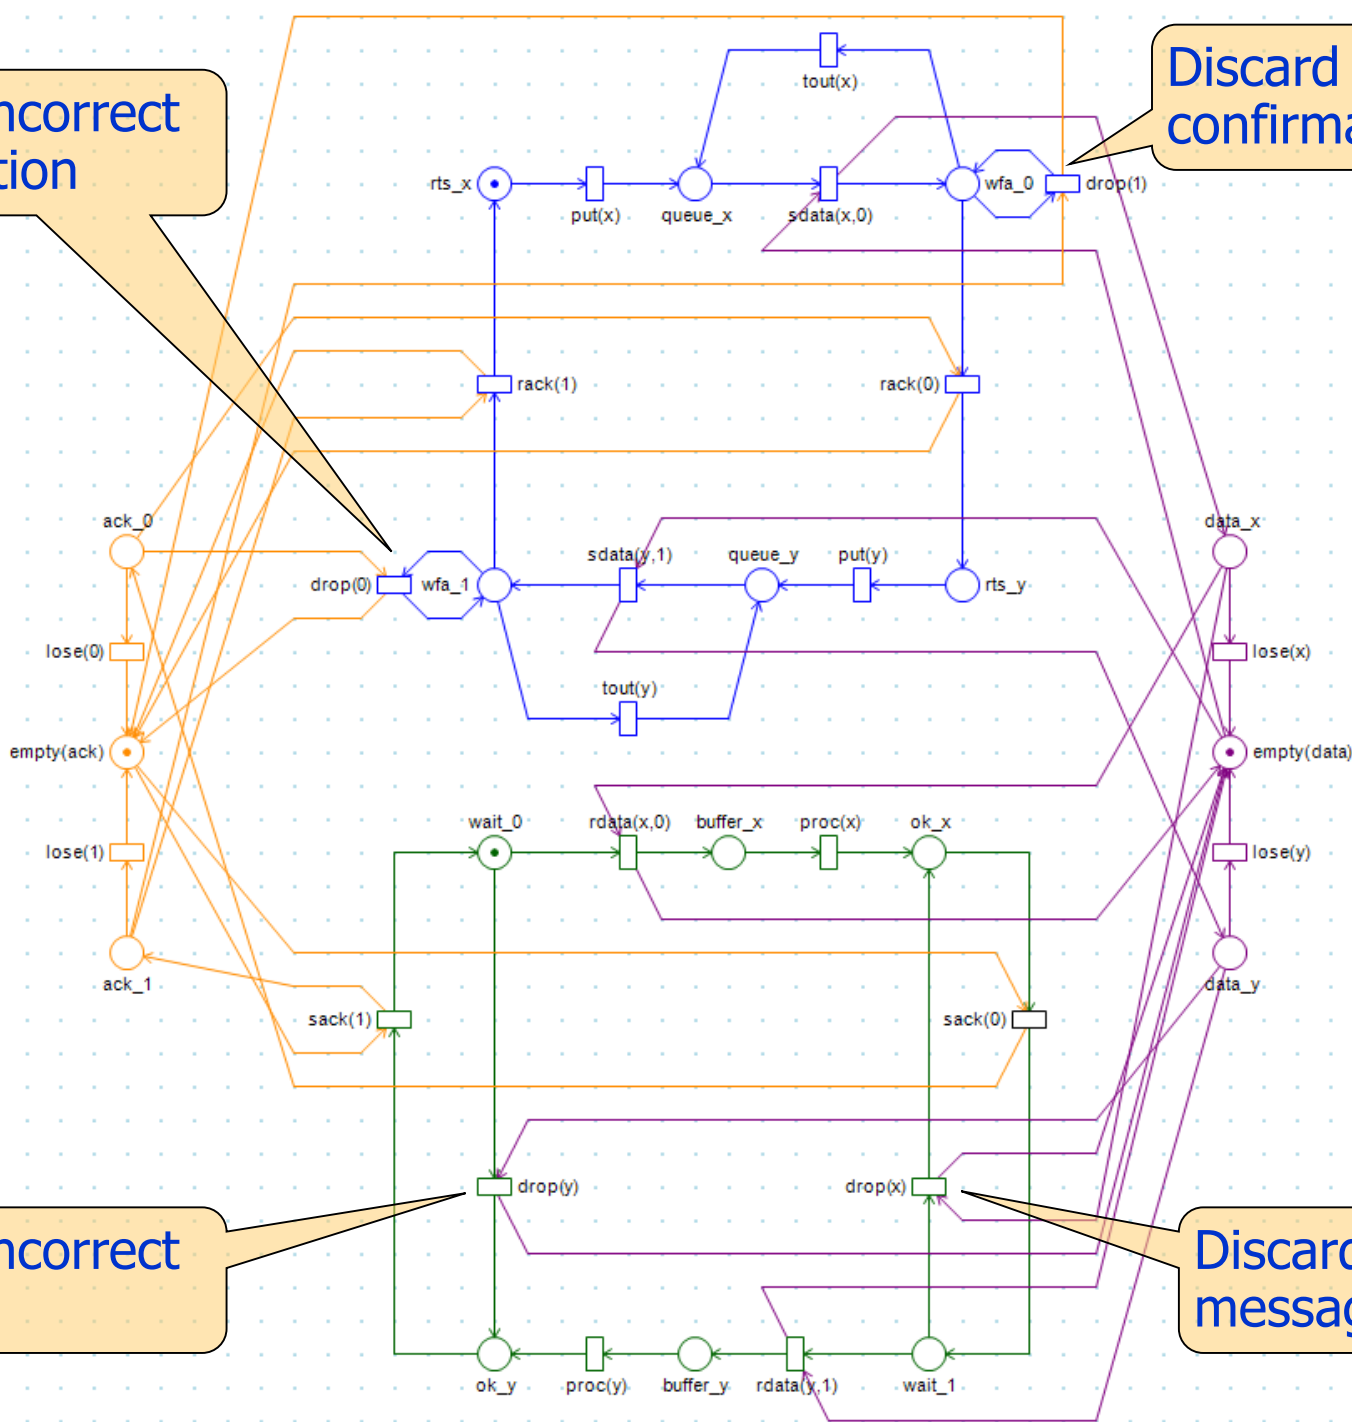 Discard
confirma
ncorrect
tion
tout(x)
rts_x
wfa_0
drop(1)
put(x)
queue_x
sdata(x,0)
rack(1)
rack(0)
ack_0
data_x
sdata(y,1)
queue_y
put(y)
drop(0)
wfa_1
rts_y
lose(0)
lose(x)
tout(y)
empty(ack)
empty(data)
wait_0
rdata(x,0)
buffer_x
proc(x)
ok_x
lose(1)
lose(y)
ack_1
data_y
sack(1)
sack(0)
drop(y)
drop(x)
ncorrect
Discard
messag
ok_y
proc(y)
buffer_y
rdata(y,1)
wait_1